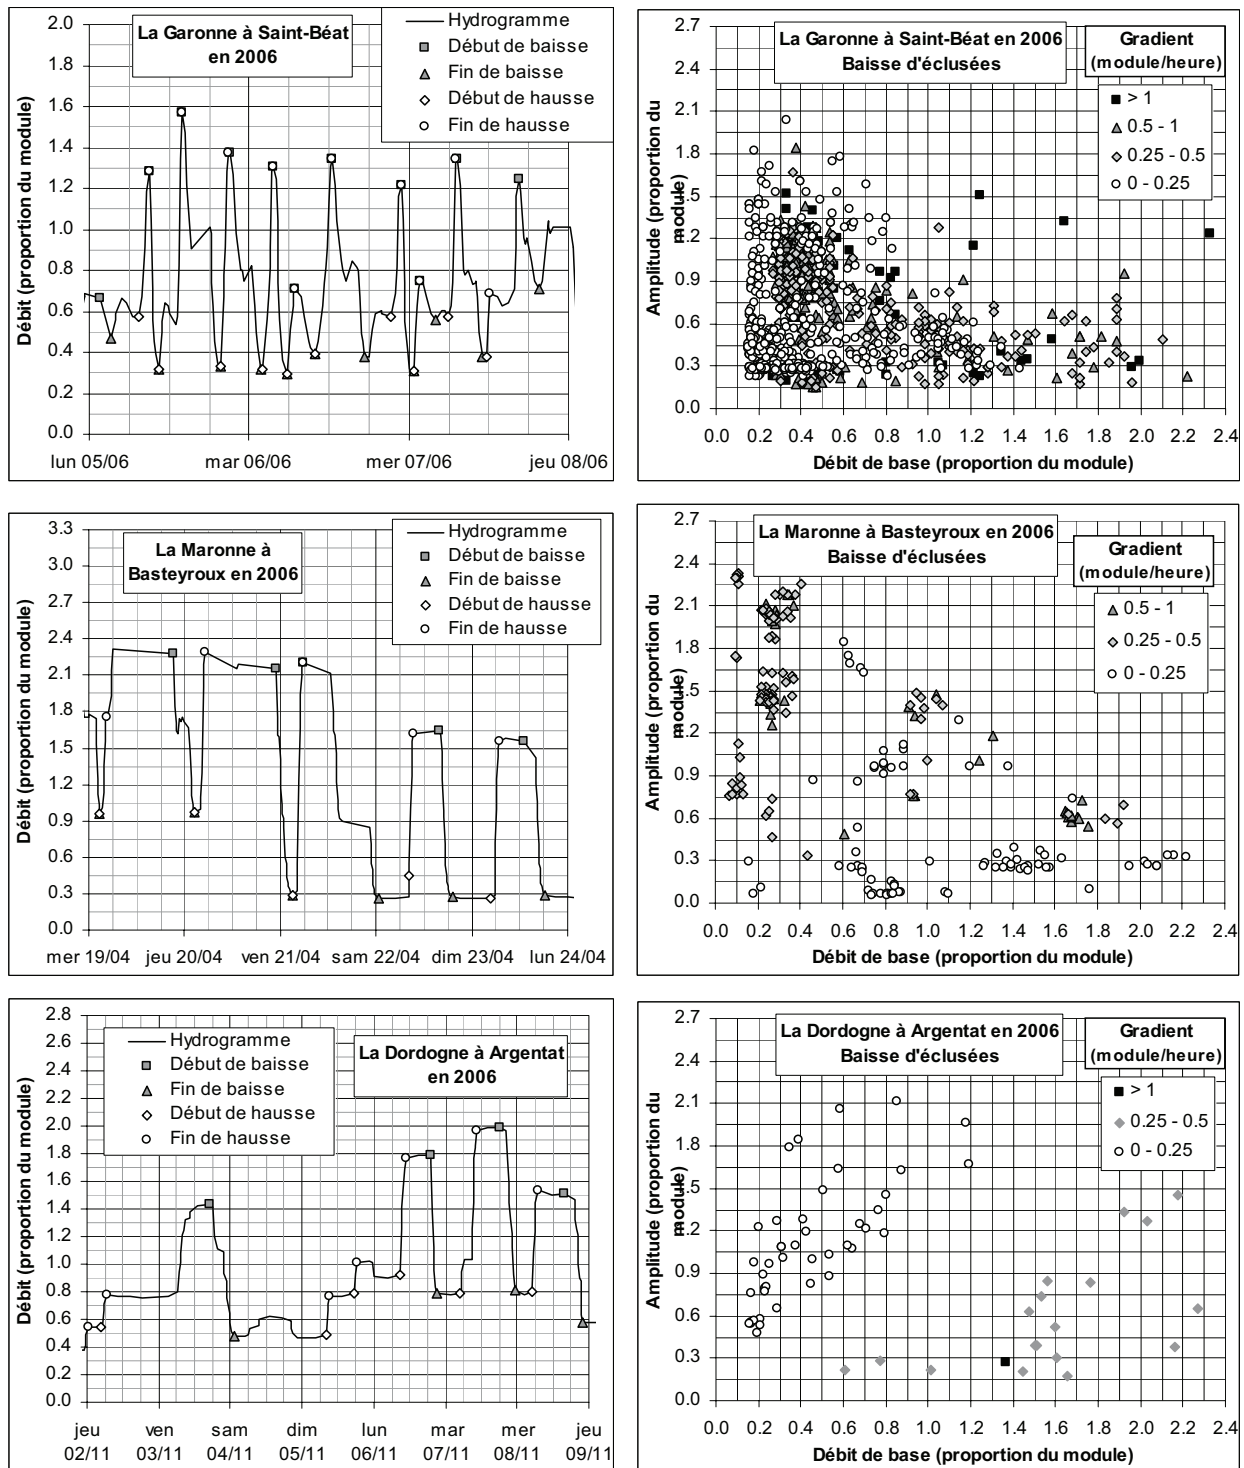 La Garonne à Saint-Béat
en 2006
Hydrogramme
Début de baisse
Fin de baisse
Début de hausse
Fin de hausse
Débit (proportion du module)
2.0
1.8
1.6
1.4
1.2
1.0
0.8
0.6
0.4
0.2
0.0
lun 05/06 mar 06/06 mer 07/06 jeu 08/06
La Garonne à Saint-Béat en 2006
Baisse d'éclusées
Gradient
(module/heure)
> 1
0.5 - 1
0.25 - 0.5
0 - 0.25
Amplitude (proportion du
module)
2.7
2.4
2.1
1.8
1.5
1.2
0.9
0.6
0.3
0.0
0.0 0.2 0.4 0.6 0.8 1.0 1.2 1.4 1.6 1.8 2.0 2.2 2.4
Débit de base (proportion du module)
La Maronne à
Basteyroux en 2006
Hydrogramme
Début de baisse
Fin de baisse
Début de hausse
Fin de hausse
Débit (proportion du module)
3.3
3.0
2.7
2.4
2.1
1.8
1.5
1.2
0.9
0.6
0.3
0.0
mer 19/04 jeu 20/04 ven 21/04 sam 22/04 dim 23/04 lun 24/04
La Maronne à Basteyroux en 2006
Baisse d'éclusées
Gradient
(module/heure)
0.5 - 1
0.25 - 0.5
0 - 0.25
Amplitude (proportion du
module)
2.7
2.4
2.1
1.8
1.5
1.2
0.9
0.6
0.3
0.0
0.0 0.2 0.4 0.6 0.8 1.0 1.2 1.4 1.6 1.8 2.0 2.2 2.4
Débit de base (proportion du module)
Hydrogramme
Début de baisse
Fin de baisse
Début de hausse
Fin de hausse
La Dordogne à Argentat
en 2006
Débit (proportion du module)
2.8
2.6
2.4
2.2
2.0
1.8
1.6
1.4
1.2
1.0
0.8
0.6
0.4
0.2
0.0
jeu ven sam dim lun mar mer jeu
02/11 03/11 04/11 05/11 06/11 07/11 08/11 09/11
La Dordogne à Argentat en 2006
Baisse d'éclusées
Gradient
(module/heure)
> 1
0.25 - 0.5
0 - 0.25
Amplitude (proportion du
module)
2.7
2.4
2.1
1.8
1.5
1.2
0.9
0.6
0.3
0.0
0.0 0.2 0.4 0.6 0.8 1.0 1.2 1.4 1.6 1.8 2.0 2.2 2.4
Débit de base (proportion du module)